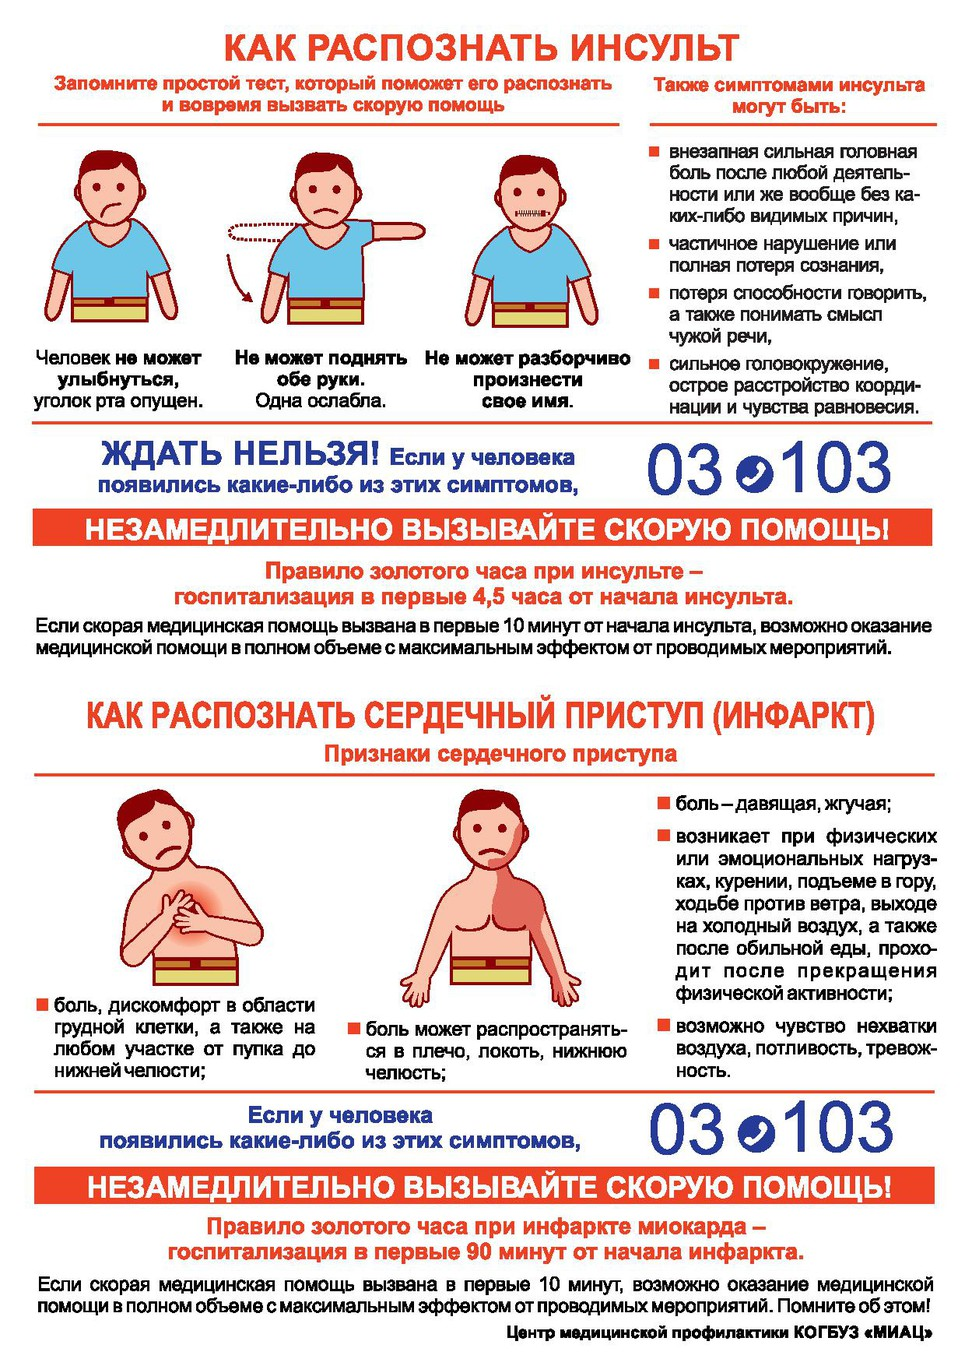 КАК РАСПОЗНАТЬ ИНСУЛЬТ
Запомните простой тест, который поможет его распознать
и вовремя вызвать скорую помощь
Человек не может
улыбнуться,
уголок рта опущен.
Не может поднять
обе руки.
Одна ослабла.
Не может разборчиво
произнести
свое имя.
Также симптомами инсульта
могут быть:
внезапная сильная головная
боль после любой деятель-
ности или же вообще без ка-
ких-либо видимых причин,
частичное нарушение или
полная потеря сознания,
потеря способности говорить,
а также понимать смысл
чужой речи,
сильное головокружение,
острое расстройство коорди-
нации и чувства равновесия.
ЖДАТЬ НЕЛЬЗЯ! Если у человека
появились какие-либо из этих симптомов,
03 103
НЕЗАМЕДЛИТЕЛЬНО ВЫЗЫВАЙТЕ СКОРУЮ ПОМОЩЬ!
Правило золотого часа при инсульте –
госпитализация в первые 4,5 часа от начала инсульта.
Если скорая медицинская помощь вызвана в первые 10 минут от начала инсульта, возможно оказание
медицинской помощи в полном объеме с максимальным эффектом от проводимых мероприятий.
КАК РАСПОЗНАТЬ СЕРДЕЧНЫЙ ПРИСТУП (ИНФАРКТ)
Признаки сердечного приступа
боль, дискомфорт в области
грудной клетки, а также на
любом участке от пупка до
нижней челюсти;
боль может распространять-
ся в плечо, локоть, нижнюю
челюсть;
боль – давящая, жгучая;
возникает при физических
или эмоциональных нагруз-
ках, курении, подъеме в гору,
ходьбе против ветра, выходе
на холодный воздух, а также
после обильной еды, прохо-
дит после прекращения
физической активности;
возможно чувство нехватки
воздуха, потливость, тревож-
ность.
Если у человека
появились какие-либо из этих симптомов,
03 103
НЕЗАМЕДЛИТЕЛЬНО ВЫЗЫВАЙТЕ СКОРУЮ ПОМОЩЬ!
Правило золотого часа при инфаркте миокарда –
госпитализация в первые 90 минут от начала инфаркта.
Если скорая медицинская помощь вызвана в первые 10 минут, возможно оказание медицинской
помощи в полном объеме с максимальным эффектом от проводимых мероприятий. Помните об этом!
Центр медицинской профилактики КОГБУЗ «МИАЦ»